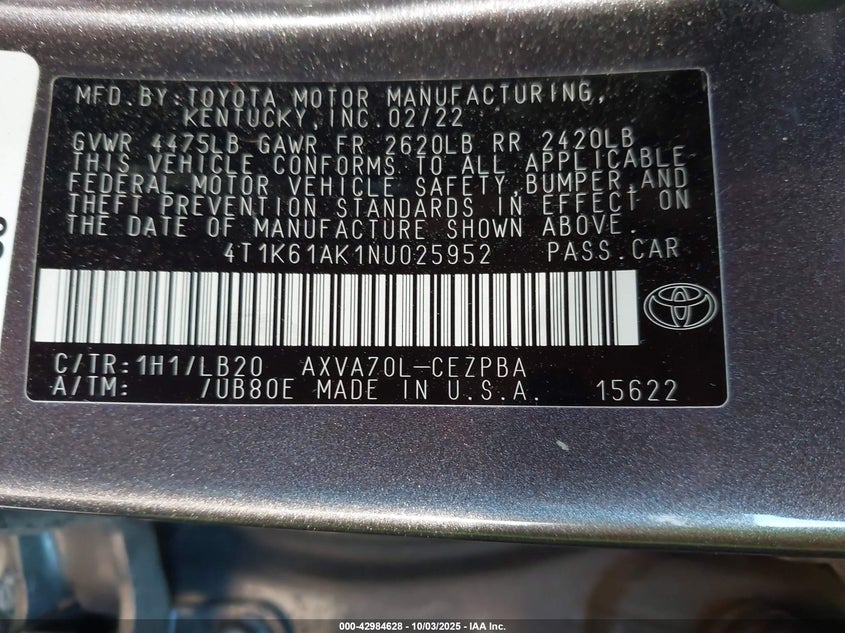 MFD.BY:TOYOTA MOTOR MANUFACTURING,
KENTUCKY,INC.02/22
GVWR 4475LB GAWR FR 2620LB RR 2420LB
THIS VEHICLE CONFORMS TO ALL APPLICABLE
FEDERAL MOTOR VEHICLE SAFETY,BUMPER,AND
THEFT PREVENTION STANDARDS IN EFFECT ON
THE DATE OF MANUFACTURE SHOWN ABOVE.
4T1K61AK1NU025952 PASS.CAR
C/TR:1H1/LB20 AXVA70L-CEZPBA
A/TM: /UB80E MADE IN U.S.A. 15622
000-42984628 - 10/03/2025 - IAA Inc.